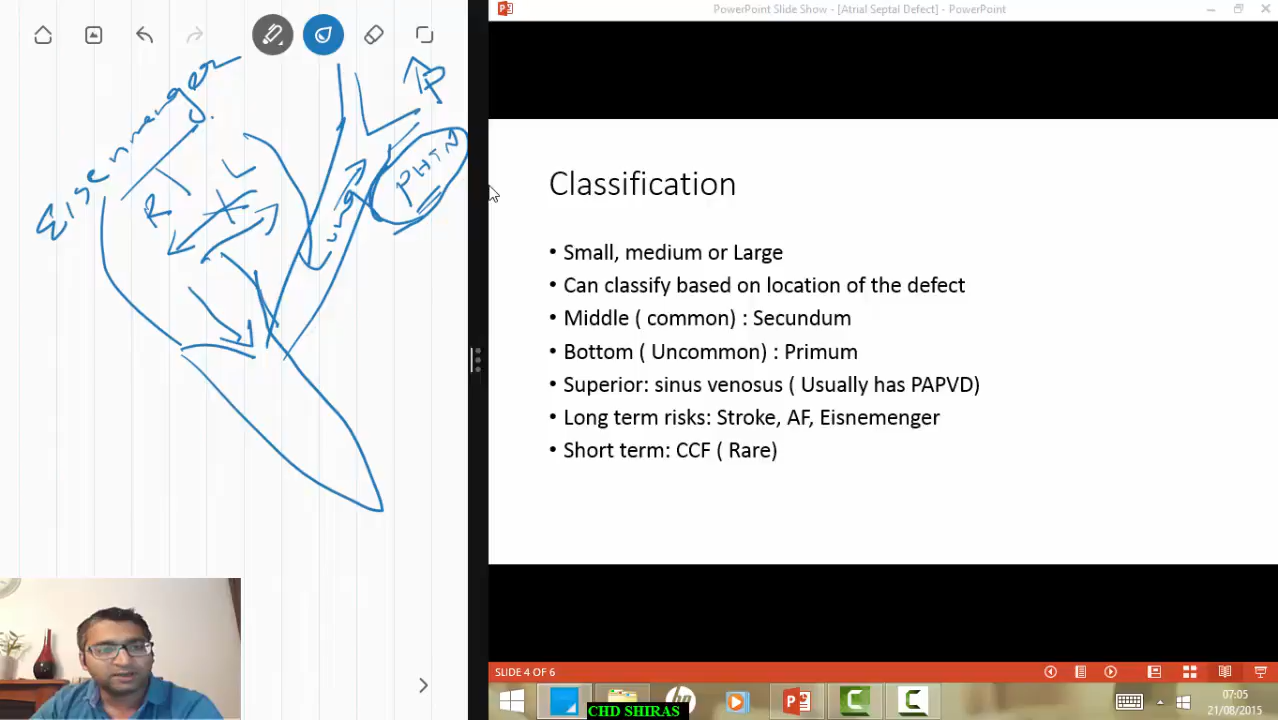 PowerPoint Slide Show - [Atrial Septal Defect] - PowerPoint
Eisenmenger
P
PHTN
R
L
Lung
Classification
• Small, medium or Large
• Can classify based on location of the defect
• Middle ( common) : Secundum
• Bottom ( Uncommon) : Primum
• Superior: sinus venosus ( Usually has PAPVD)
• Long term risks: Stroke, AF, Eisnemenger
• Short term: CCF ( Rare)
SLIDE 4 OF 6
hp
CHD SHIRAS
07:05
21/08/2015